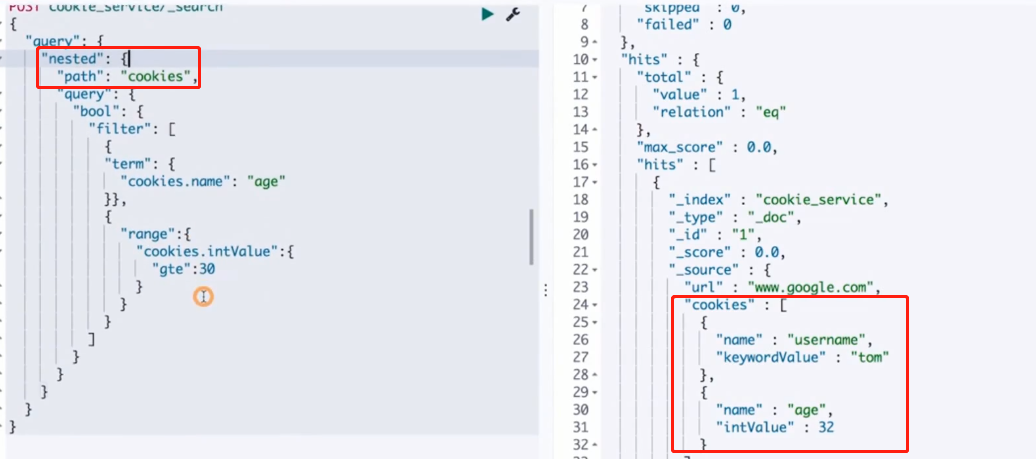 POST cookie_service/_search
{
"query": {
"nested": {
"path": "cookies",
"query": {
"bool": {
"filter": [
{
"term": {
"cookies.name": "age"
}},
{
"range":{
"cookies.intValue":{
"gte":30
}
}
}
]
}
}
}
}
}
7 "skipped" : 0,
8 "failed" : 0
9 },
10 "hits" : {
11 "total" : {
12 "value" : 1,
13 "relation" : "eq"
14 },
15 "max_score" : 0.0,
16 "hits" : [
17 {
18 "_index" : "cookie_service",
19 "_type" : "_doc",
20 "_id" : "1",
21 "_score" : 0.0,
22 "_source" : {
23 "url" : "www.google.com",
24 "cookies" : [
25 {
26 "name" : "username",
27 "keywordValue" : "tom"
28 },
29 {
30 "name" : "age",
31 "intValue" : 32
32 }